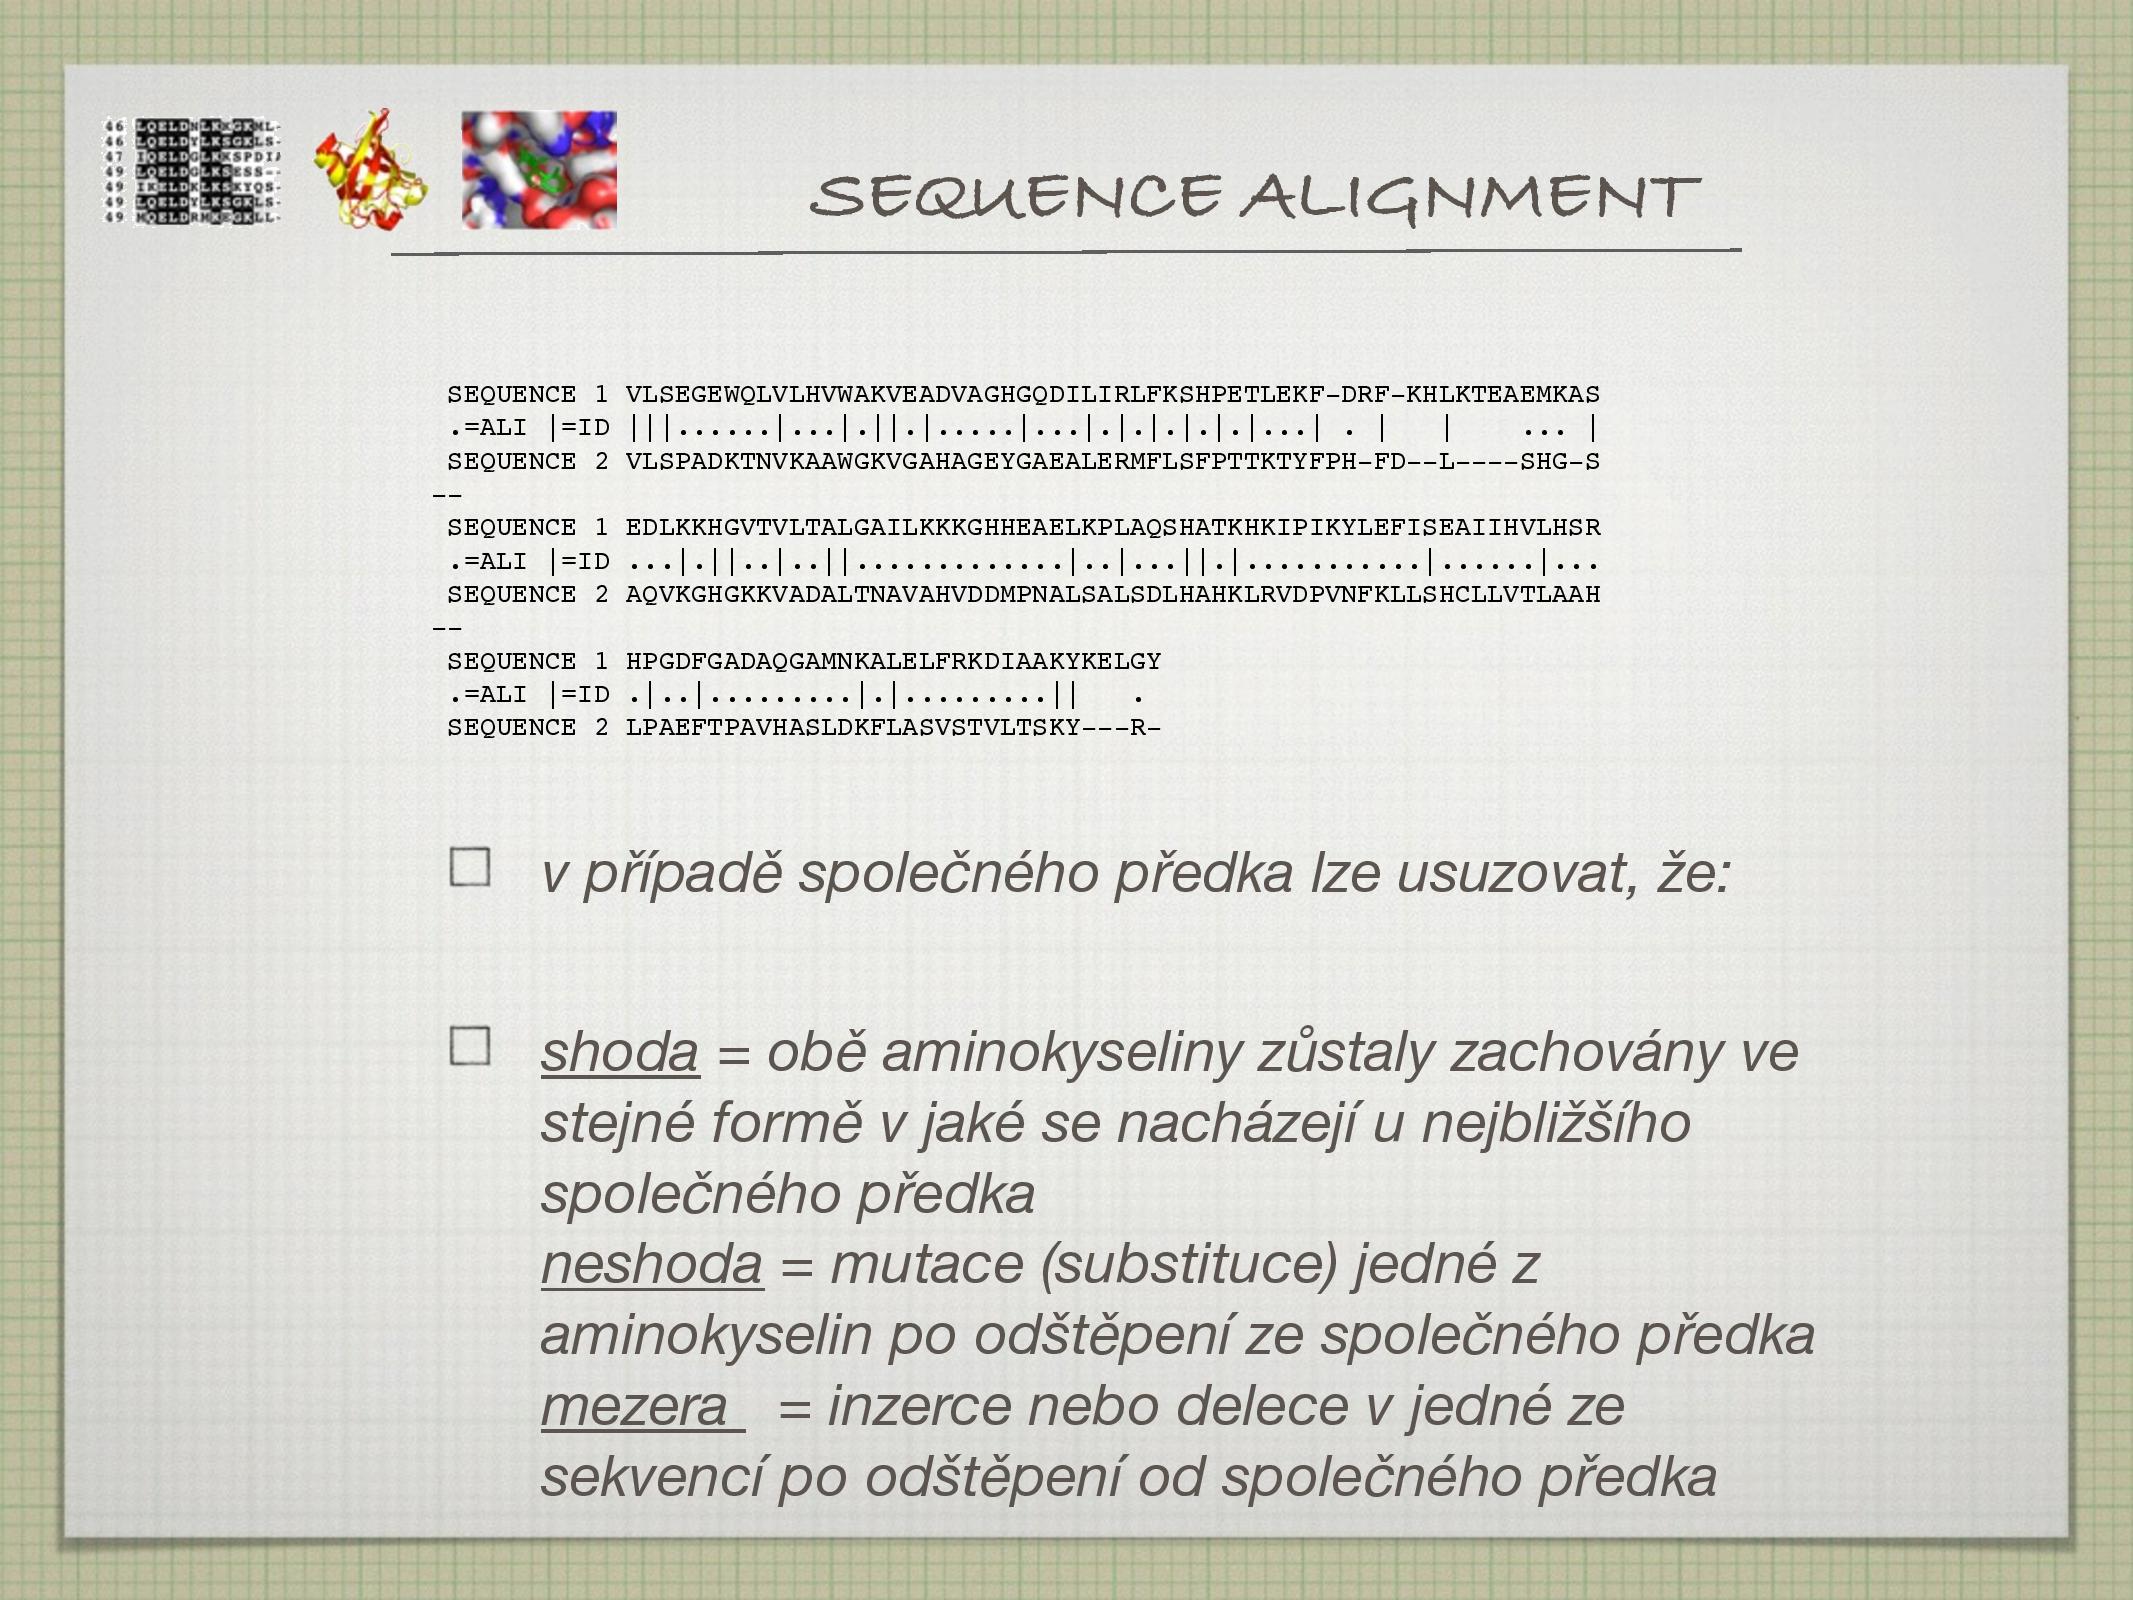 46 LQELDNLKKGKML-
46 LQELDYLKSGKLS-
47 IQELDGLKKSPDIA
49 LQELDGLKSESS--
49 IKELDKLKSKYQS-
49 LQELDYLKSGKLS-
49 MQELDRMKEGKLL-
SEQUENCE ALIGNMENT
SEQUENCE 1 VLSEGEWQLVLHVWAKVEADVAGHGQDILIRLFKSHPETLEKF-DRF-KHLKTEAEMKAS
.=ALI |=ID |||......|...|.||.|.....|...|.|.|.|.|.|...| . |   |    ... |
SEQUENCE 2 VLSPADKTNVKAAWGKVGAHAGEYGAEALERMFLSFPTTKTYFPH-FD--L----SHG-S
--
SEQUENCE 1 EDLKKHGVTVLTALGAILKKKGHHEAELKPLAQSHATKHKIPIKYLEFISEAIIHVLHSR
.=ALI |=ID ...|.||..|..||.............|..|...||.|...........|......|...
SEQUENCE 2 AQVKGHGKKVADALTNAVAHVDDMPNALSALSDLHAHKLRVDPVNFKLLSHCLLVTLAAH
--
SEQUENCE 1 HPGDFGADAQGAMNKALELFRKDIAAKYKELGY
.=ALI |=ID .|..|.........|.|.........||   .
SEQUENCE 2 LPAEFTPAVHASLDKFLASVSTVLTSKY---R-
v případě společného předka lze usuzovat, že:
shoda = obě aminokyseliny zůstaly zachovány ve
stejné formě v jaké se nacházejí u nejbližšího
společného předka
neshoda = mutace (substituce) jedné z
aminokyselin po odštěpení ze společného předka
mezera = inzerce nebo delece v jedné ze
sekvencí po odštěpení od společného předka